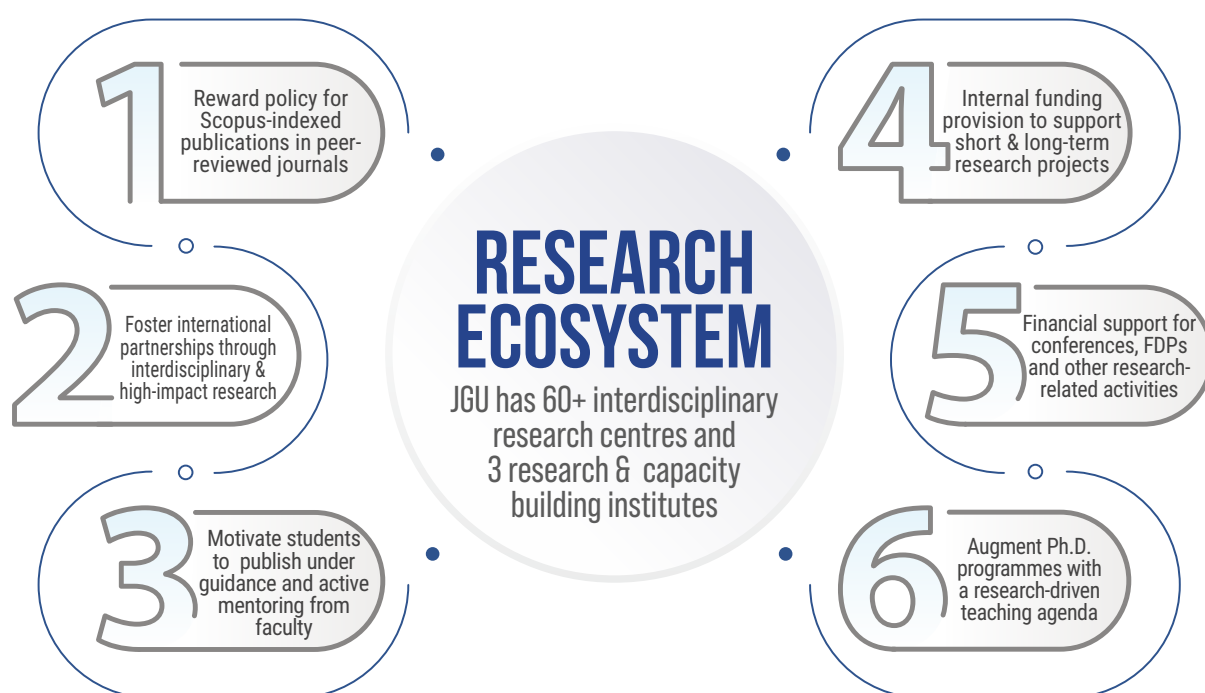 1
Reward policy for
Scopus-indexed
publications in peer-
reviewed journals
2
Foster international
partnerships through
interdisciplinary &
high-impact research
3
Motivate students
to publish under
guidance and active
mentoring from
faculty
RESEARCH
ECOSYSTEM
JGU has 60+ interdisciplinary
research centres and
3 research & capacity
building institutes
4
Internal funding
provision to support
short & long-term
research projects
5
Financial support for
conferences, FDPs
and other research-
related activities
6
Augment Ph.D.
programmes with
a research-driven
teaching agenda